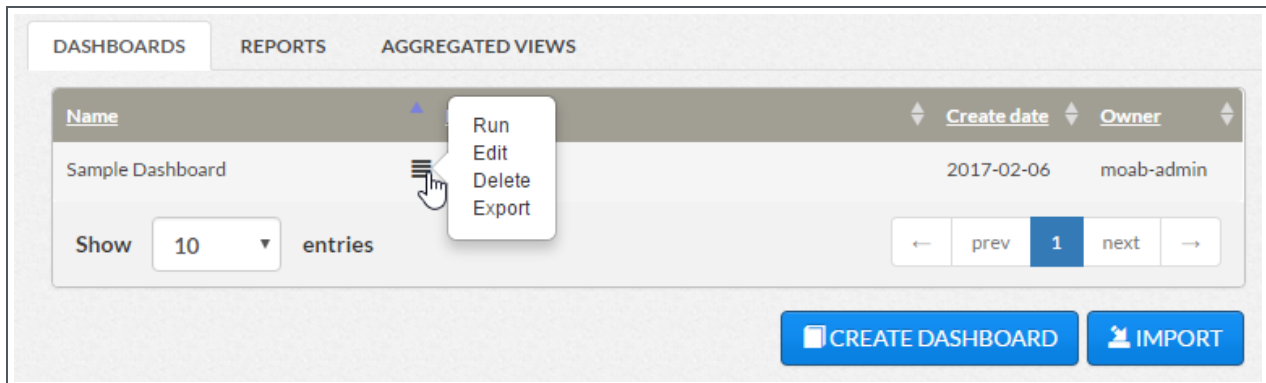 DASHBOARDS REPORTS AGGREGATED VIEWS
Name Create date Owner
Run
Edit
Delete
Export
Sample Dashboard 2017-02-06 moab-admin
Show 10 entries ← prev 1 next →
CREATE DASHBOARD IMPORT